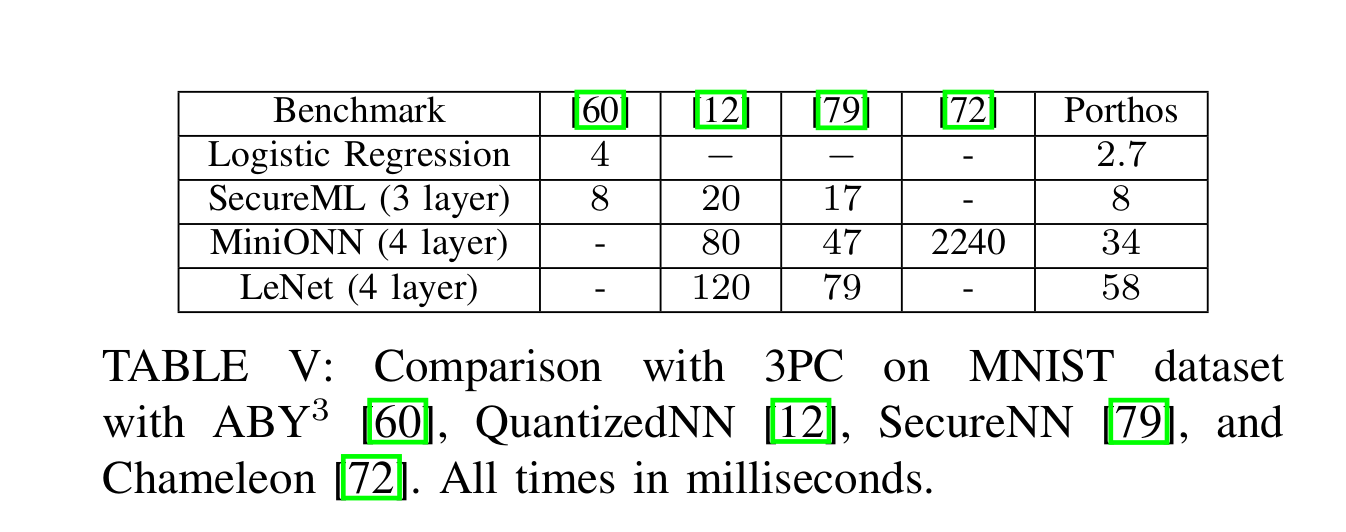 Benchmark [60] [12] [79] [72] Porthos
Logistic Regression 4 − − - 2.7
SecureML (3 layer) 8 20 17 - 8
MiniONN (4 layer) - 80 47 2240 34
LeNet (4 layer) - 120 79 - 58
TABLE V: Comparison with 3PC on MNIST dataset
with ABY³ [60], QuantizedNN [12], SecureNN [79], and
Chameleon [72]. All times in milliseconds.